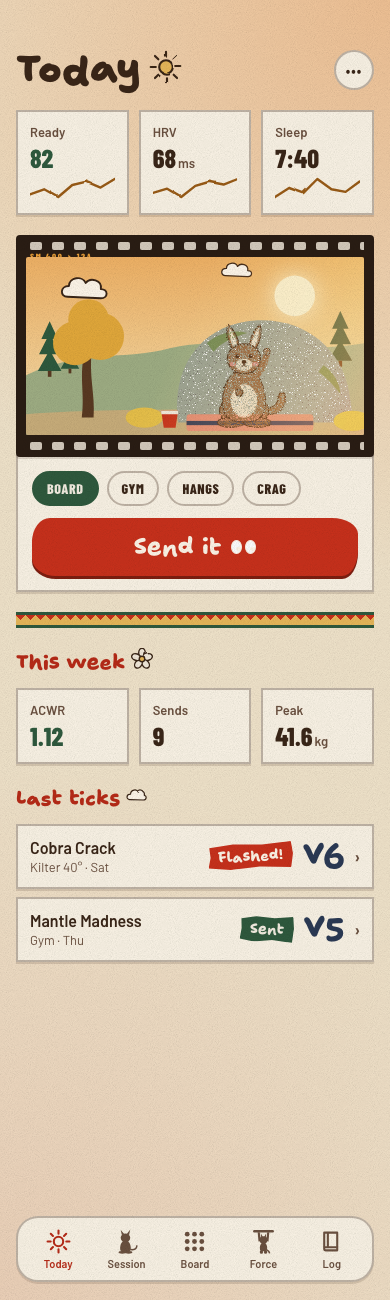 Today
•••
Ready
HRV
Sleep
82
68 ms
7:40
BOARD
GYM
HANGS
CRAG
Send it
This week
ACWR
Sends
Peak
1.12
9
41.6 kg
Last ticks
Cobra Crack
Kilter 40° · Sat
Flashed!
V6
›
Mantle Madness
Gym · Thu
Sent
V5
›
Today
Session
Board
Force
Log